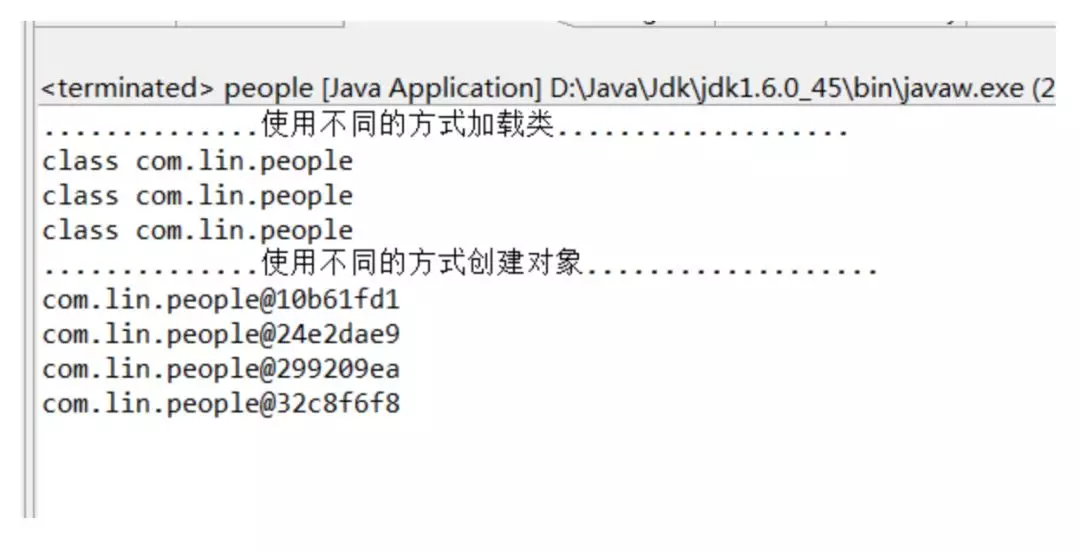 <terminated> people [Java Application] D:\Java\Jdk\jdk1.6.0_45\bin\javaw.exe (2
..............使用不同的方式加载类....................
class com.lin.people
class com.lin.people
class com.lin.people
..............使用不同的方式创建对象....................
com.lin.people@10b61fd1
com.lin.people@24e2dae9
com.lin.people@299209ea
com.lin.people@32c8f6f8